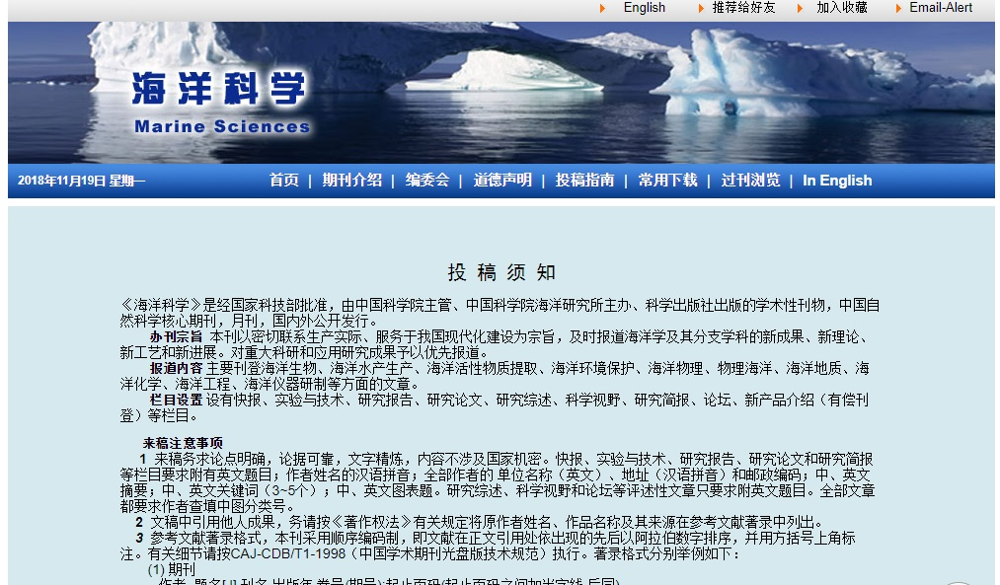 English 推荐给好友 加入收藏 Email-Alert
海洋科学
Marine Sciences
2018年11月19日 星期一 首页 | 期刊介绍 | 编委会 | 道德声明 | 投稿指南 | 常用下载 | 过刊浏览 | In English
投 稿 须 知
《海洋科学》是经国家科技部批准，由中国科学院主管、中国科学院海洋研究所主办、科学出版社出版的学术性刊物，中国自
然科学核心期刊，月刊，国内外公开发行。
办刊宗旨 本刊以密切联系生产实际、服务于我国现代化建设为宗旨，及时报道海洋学及其分支学科的新成果、新理论、
新工艺和新进展。对重大科研和应用研究成果予以优先报道。
报道内容 主要刊登海洋生物、海洋水产生产、海洋活性物质提取、海洋环境保护、海洋物理、物理海洋、海洋地质、海
洋化学、海洋工程、海洋仪器研制等方面的文章。
栏目设置 设有快报、实验与技术、研究报告、研究论文、研究综述、科学视野、研究简报、论坛、新产品介绍（有偿刊
登）等栏目。
来稿注意事项
1 来稿务求论点明确，论据可靠，文字精炼，内容不涉及国家机密。快报、实验与技术、研究报告、研究论文和研究简报
等栏目要求附有英文题目；作者姓名的汉语拼音；全部作者的 单位名称（英文）、地址（汉语拼音）和邮政编码；中、英文
摘要；中、英文关键词（3~5个）；中、英文图表题。研究综述、科学视野和论坛等评述性文章只要求附英文题目。全部文章
都要求作者查填中图分类号。
2 文稿中引用他人成果，务请按《著作权法》有关规定将原作者姓名、作品名称及其来源在参考文献著录中列出。
3 参考文献著录格式，本刊采用顺序编码制，即文献在正文引用处依出现的先后以阿拉伯数字排序，并用方括号上角标
注。有关细节请按CAJ-CDB/T1-1998（中国学术期刊光盘版技术规范）执行。著录格式分别举例如下：
(1) 期刊
作者. 题名[J].刊名,出版年,卷号(期号):起止页码(起止页码之间加半字线,后同)